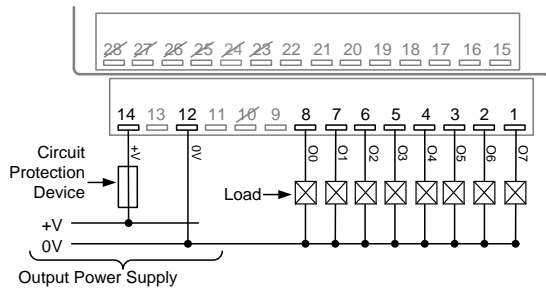 28 27 26 25 24 23 22 21 20 19 18 17 16 15
14 13 12 11 10 9 8 7 6 5 4 3 2 1
+V 0V O0 O1 O2 O3 O4 O5 O6 O7
Circuit
Protection
Device
Load
+V
0V
Output Power Supply